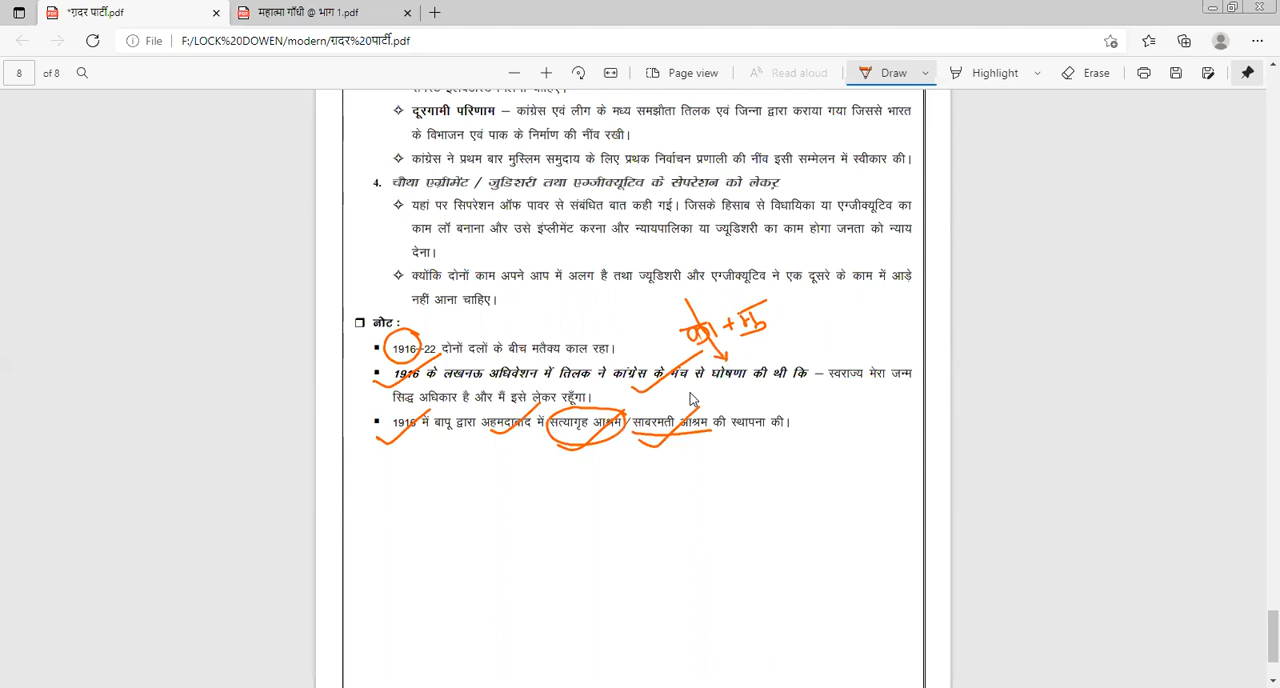 *ग़दर पार्टी.pdf
महात्मा गाँधी @ भाग 1.pdf
File F:/LOCK%20DOWEN/modern/ग़दर%20पार्टी.pdf
8 of 8
Page view
Read aloud
Draw
Highlight
Erase
✧ दूरगामी परिणाम – कांग्रेस एवं लीग के मध्य समझौता तिलक एवं जिन्ना द्वारा कराया गया जिससे भारत
के विभाजन एवं पाक के निर्माण की नींव रखी।
✧ कांग्रेस ने प्रथम बार मुस्लिम समुदाय के लिए प्रथक निर्वाचन प्रणाली की नींव इसी सम्मेलन में स्वीकार की।
4. चौथा एग्रीमेंट / जुडिशरी तथा एग्जीक्यूटिव के सेपरेशन को लेकर
✧ यहां पर सिपरेशन ऑफ पावर से संबंधित बात कही गई। जिसके हिसाब से विधायिका या एग्जीक्यूटिव का
काम लॉ बनाना और उसे इंप्लीमेंट करना और न्यायपालिका या ज्यूडिशरी का काम होगा जनता को न्याय
देना।
✧ क्योंकि दोनों काम अपने आप में अलग है तथा ज्यूडिशरी और एग्जीक्यूटिव ने एक दूसरे के काम में आड़े
नहीं आना चाहिए।
❑ नोट :
▪ 1916–22 दोनों दलों के बीच मतैक्य काल रहा।
▪ 1916 के लखनऊ अधिवेशन में तिलक ने कांग्रेस के मंच से घोषणा की थी कि – स्वराज्य मेरा जन्म
सिद्ध अधिकार है और मैं इसे लेकर रहूँगा।
▪ 1916 में बापू द्वारा अहमदाबाद में सत्यागृह आश्रम / साबरमती आश्रम की स्थापना की।